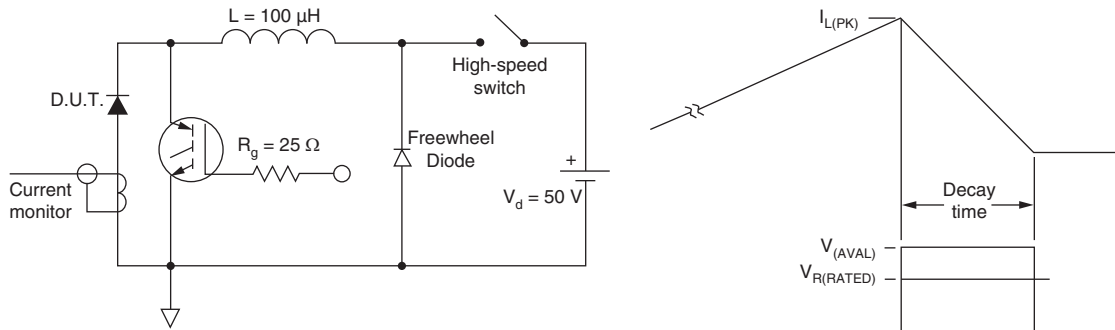 L = 100 µH
High-speed
switch
D.U.T.
R_g = 25 Ω
Freewheel
Diode
+
V_d = 50 V
Current
monitor
I_L(PK)
Decay
time
V_(AVAL)
V_R(RATED)